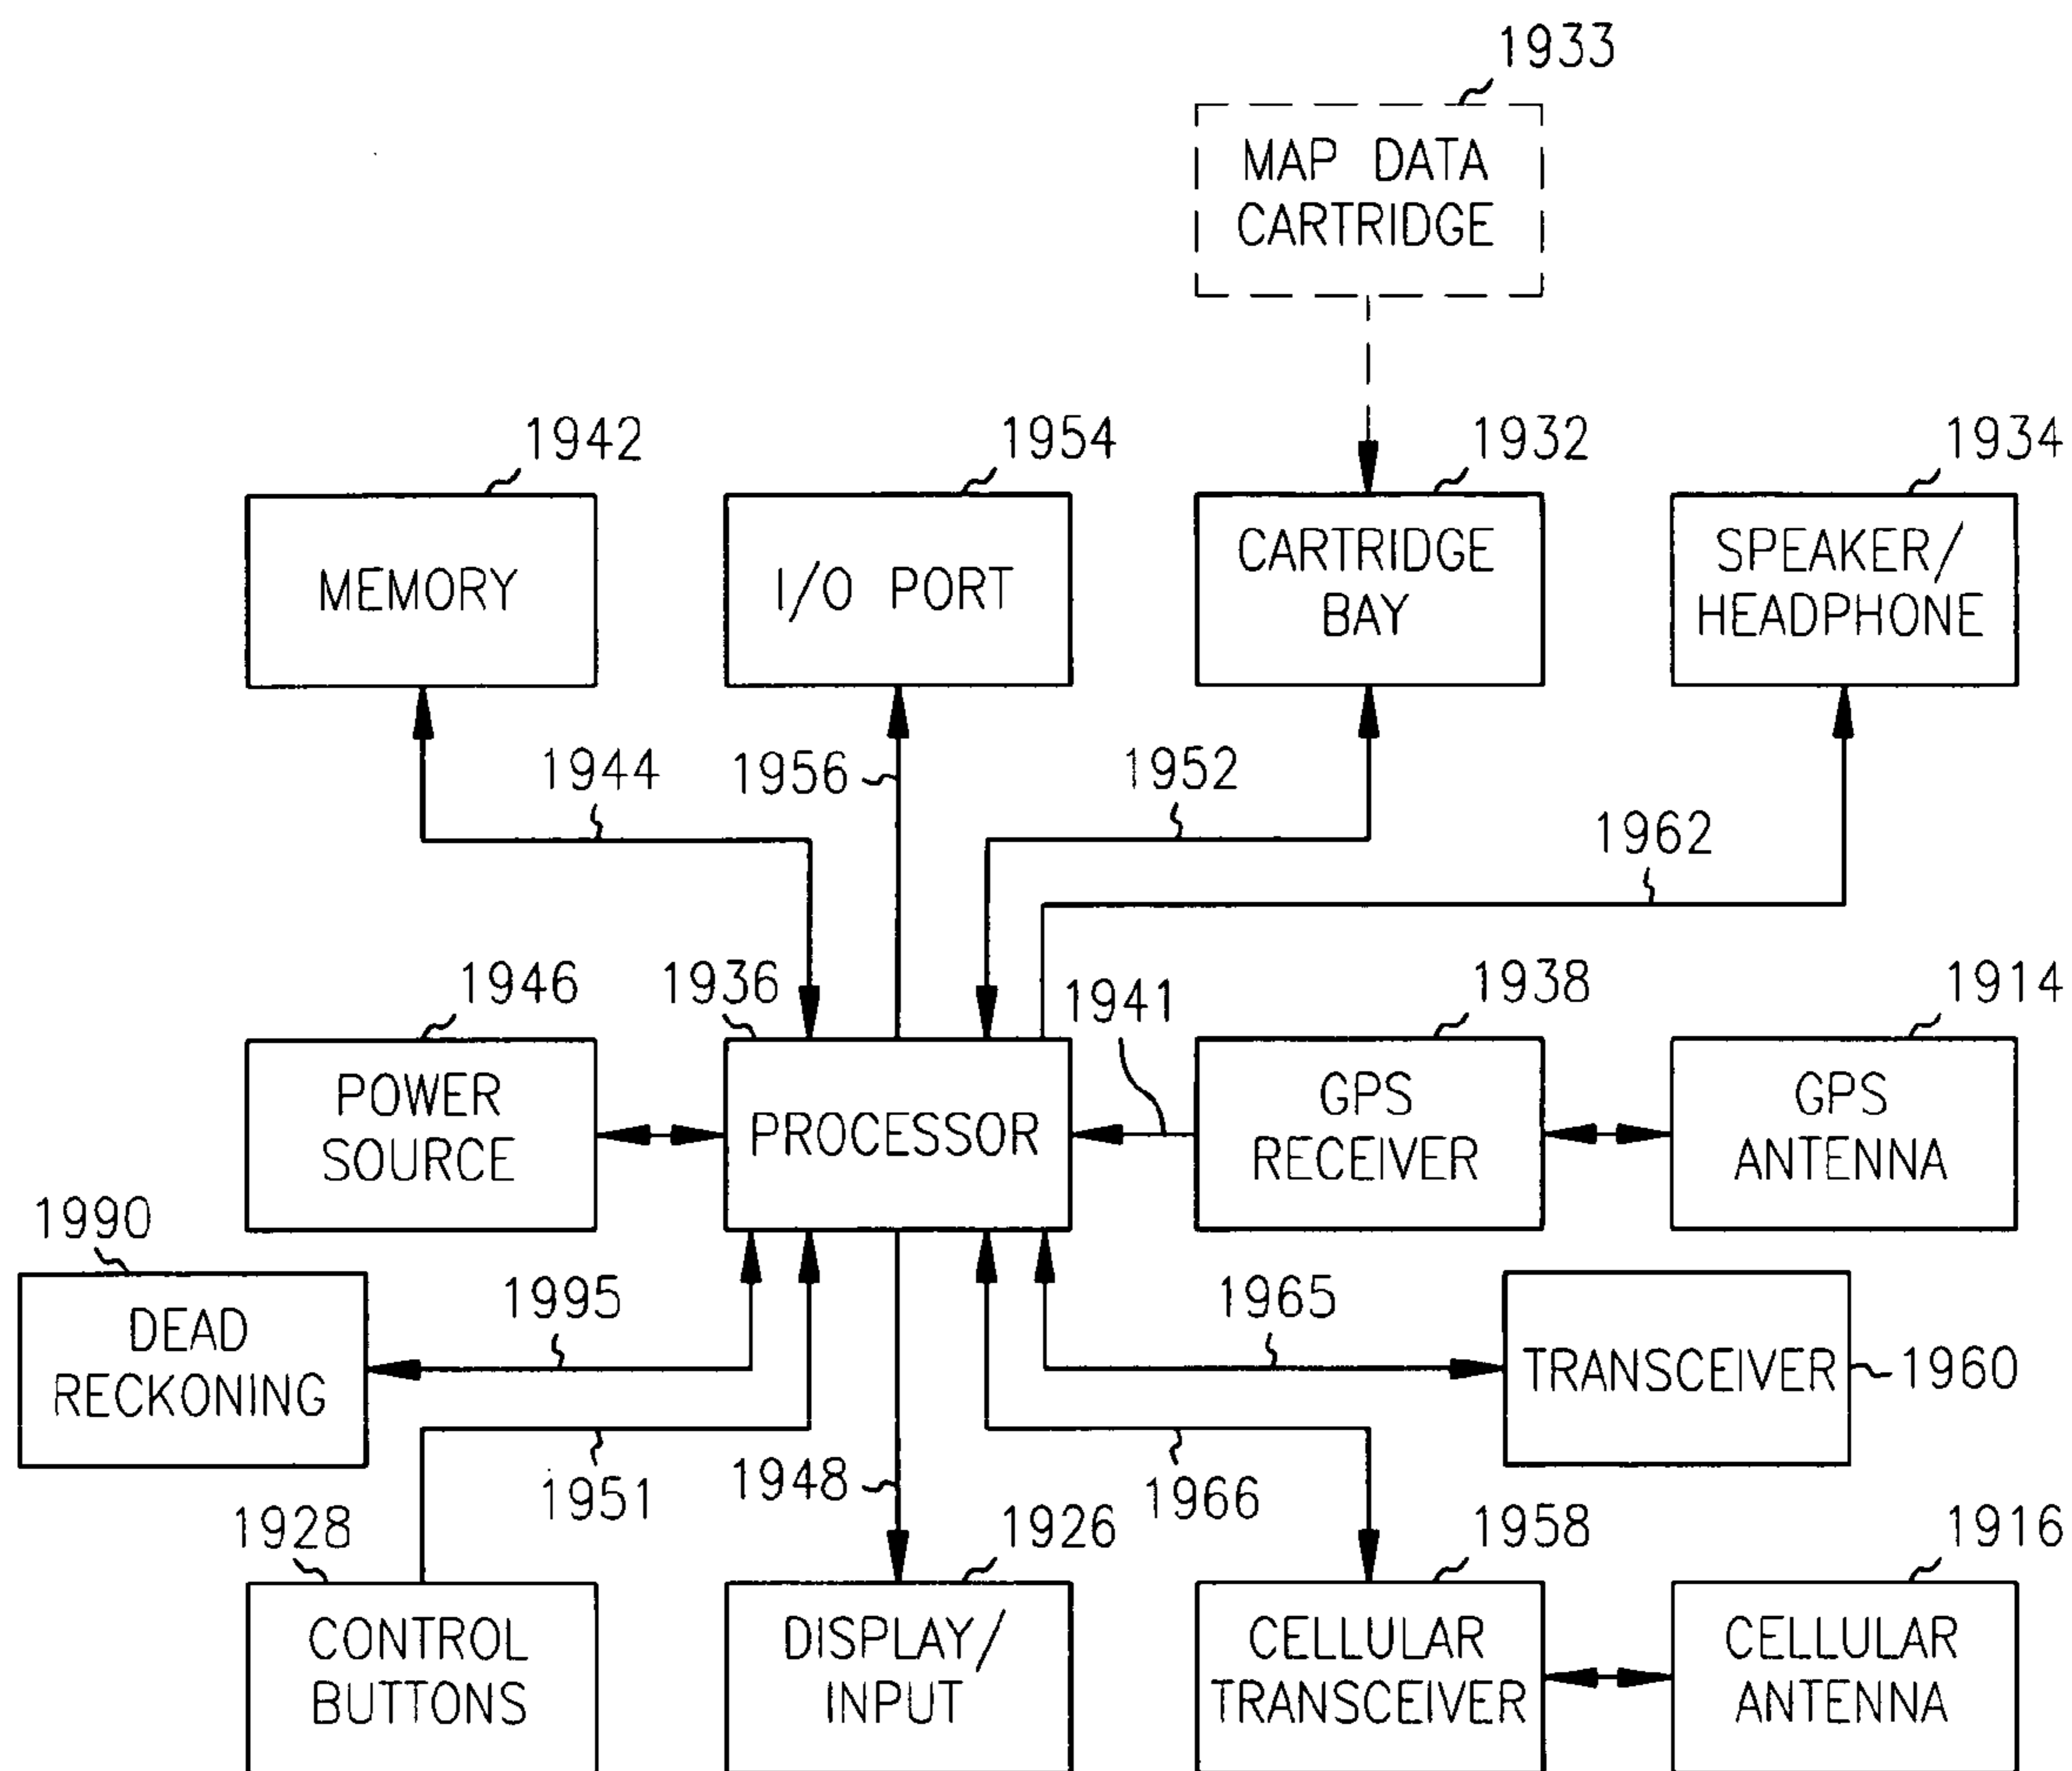 1933
MAP DATA
CARTRIDGE
1942
1954
1932
1934
MEMORY
I/O PORT
CARTRIDGE
BAY
SPEAKER/
HEADPHONE
1944
1956
1952
1962
1946
1936
1941
1938
1914
POWER
SOURCE
PROCESSOR
GPS
RECEIVER
GPS
ANTENNA
1990
DEAD
RECKONING
1995
1965
TRANSCEIVER
1960
1951
1948
1966
1928
1926
1958
1916
CONTROL
BUTTONS
DISPLAY/
INPUT
CELLULAR
TRANSCEIVER
CELLULAR
ANTENNA